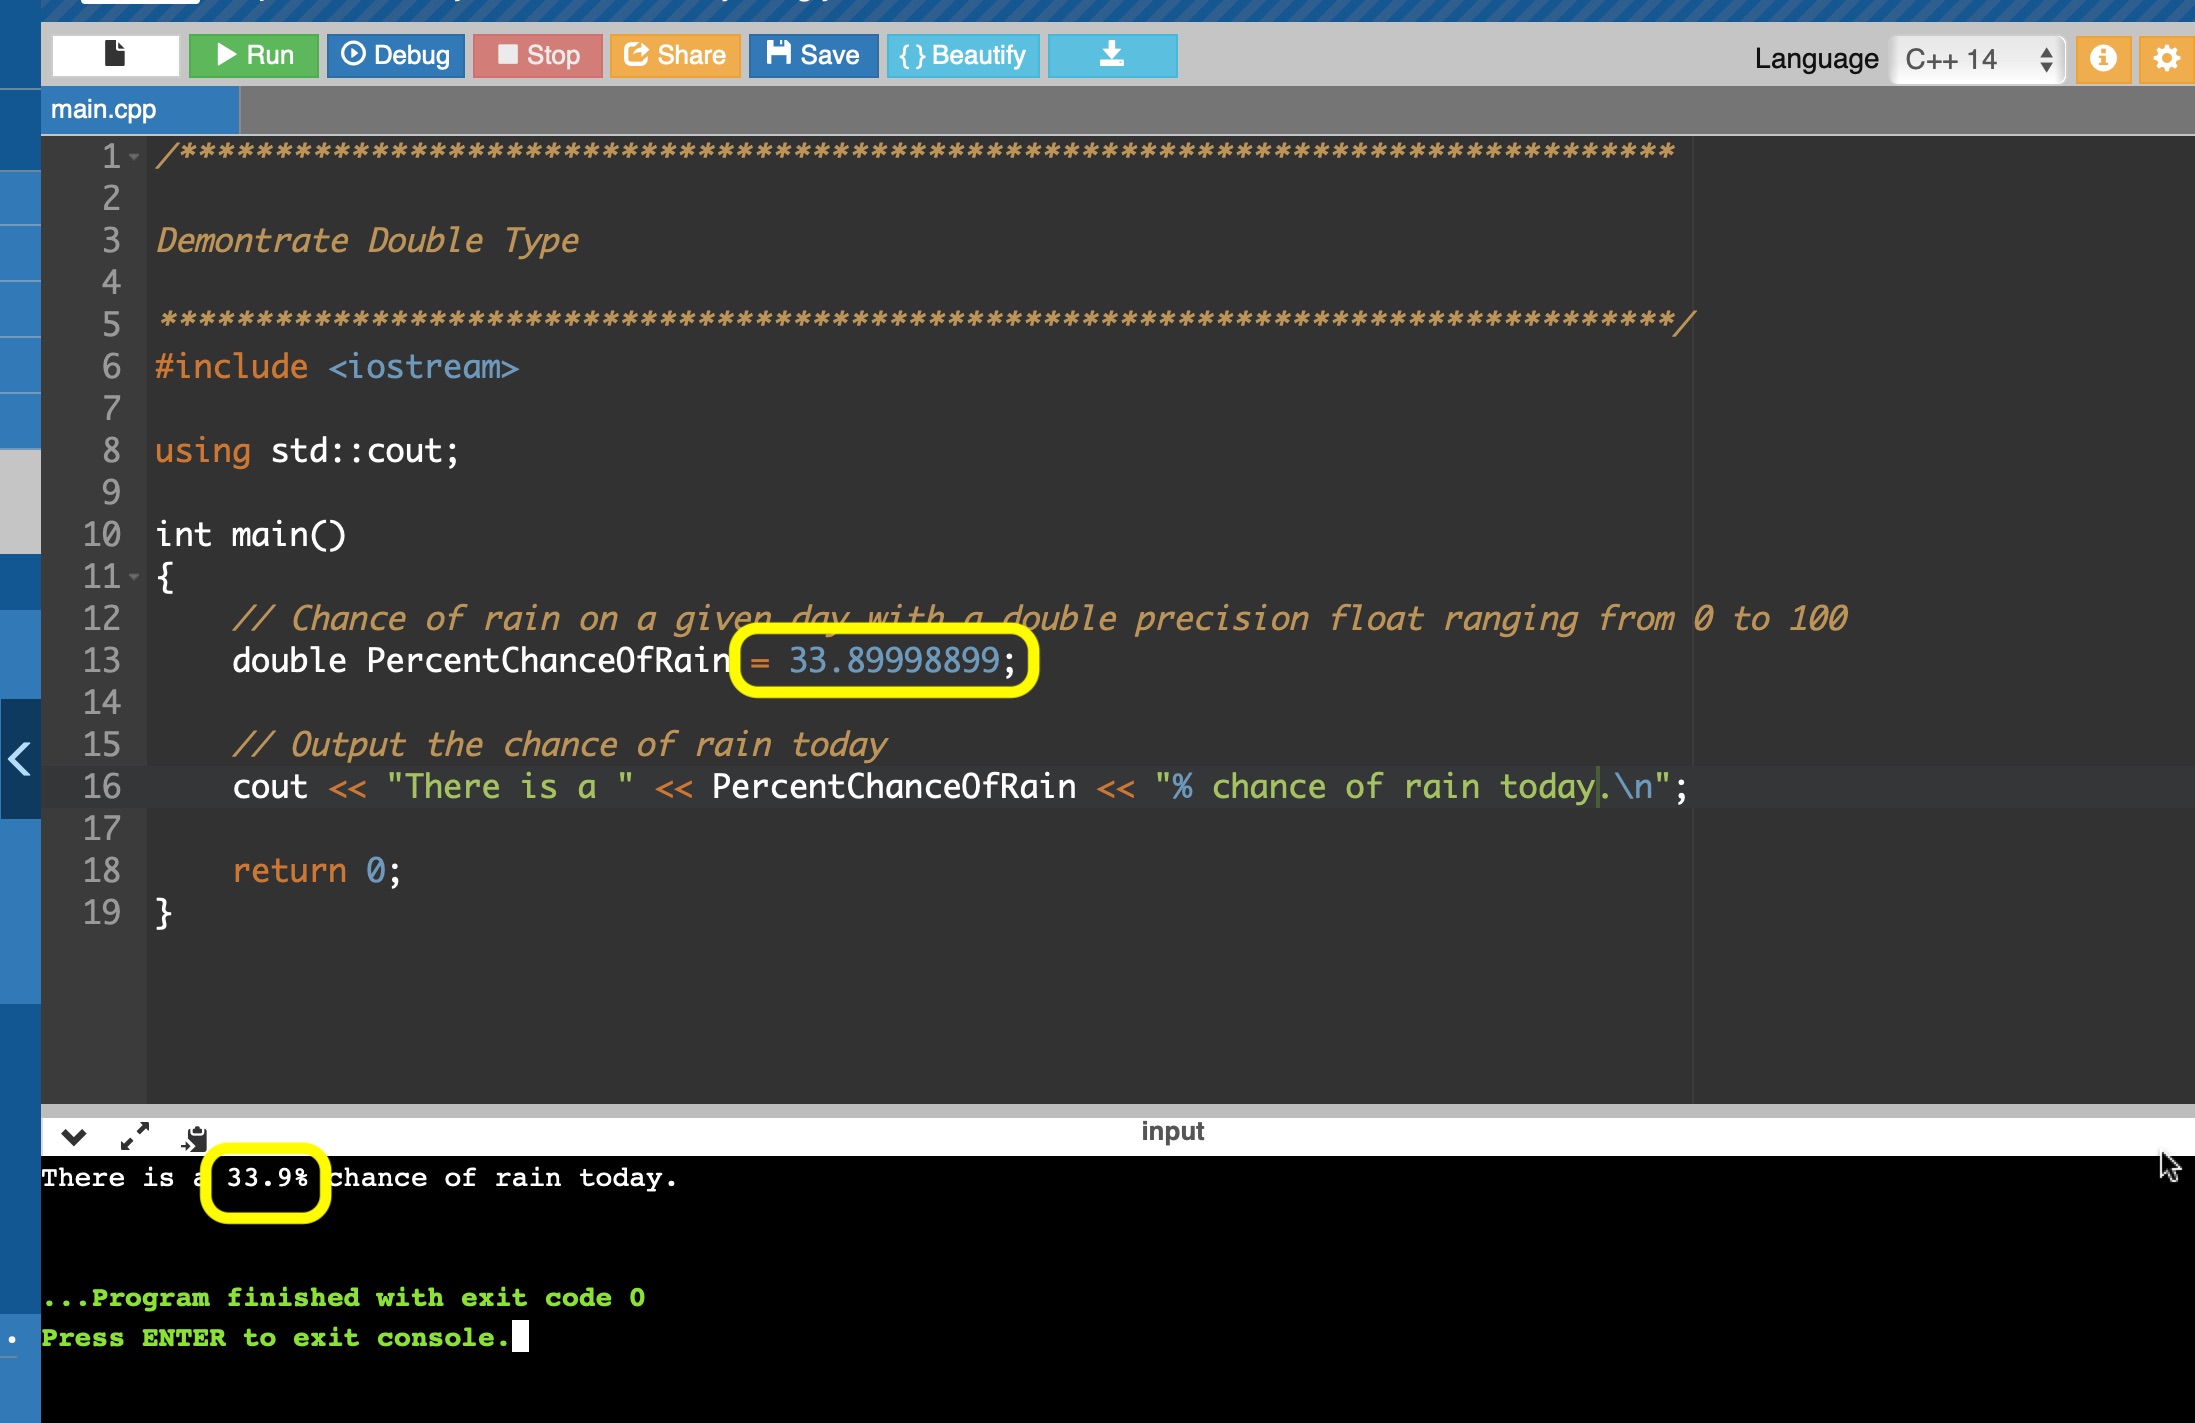 Run Debug Stop Share Save {} Beautify Language C++ 14
main.cpp
1 /******************************************************************************
2
3 Demontrate Double Type
4
5 *******************************************************************************/
6 #include <iostream>
7
8 using std::cout;
9
10 int main()
11 {
12 // Chance of rain on a given day with a double precision float ranging from 0 to 100
13 double PercentChanceOfRain = 33.89998899;
14
15 // Output the chance of rain today
16 cout << "There is a " << PercentChanceOfRain << "% chance of rain today.\n";
17
18 return 0;
19 }
input
There is a 33.9% chance of rain today.
...Program finished with exit code 0
Press ENTER to exit console.